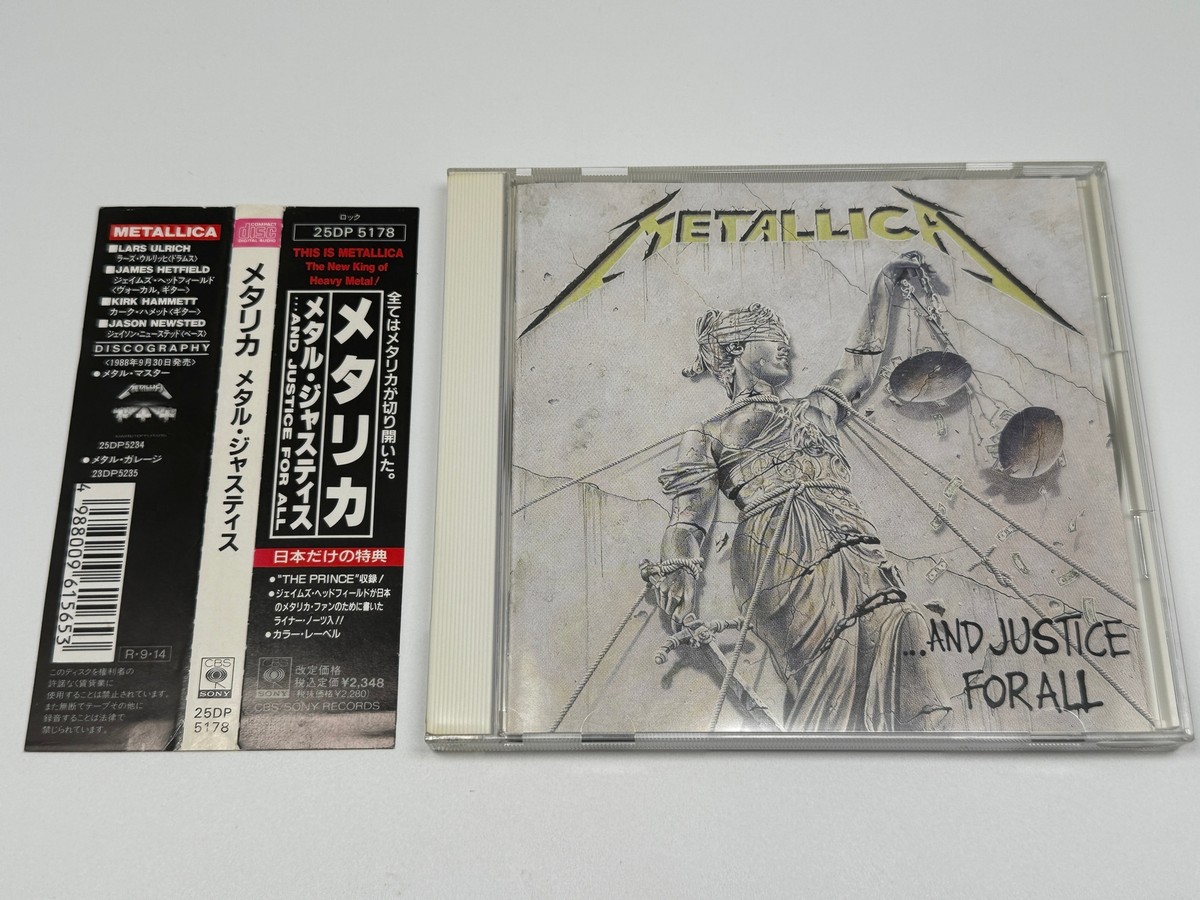 METALLICA
■LARS ULRICH
ラーズ・ウルリッヒ〈ドラムス〉
■JAMES HETFIELD
ジェイムズ・ヘットフィールド
〈ヴォーカル, ギター〉
■KIRK HAMMETT
カーク・ハメット〈ギター〉
■JASON NEWSTED
ジェイソン・ニューステッド〈ベース〉
DISCOGRAPHY
〈1988年9月30日発売〉
●メタル・マスター
METALLICA
25DP5234
●メタル・ガレージ
23DP5235
4988009615653
R・9・14
このディスクを権利者の
許諾なく賃貸業に
使用することは禁止されています。
また無断でテープその他に
録音することは法律で
禁じられています。
COMPACT
disc
DIGITAL AUDIO
メタリカ メタル・ジャスティス
CBS
SONY
25DP
5178
ロック
25DP 5178
THIS IS METALLICA
The New King of
Heavy Metal!
全てはメタリカが切り開いた。
メタリカ
メタル・ジャスティス
...AND JUSTICE FOR ALL
日本だけの特典
●"THE PRINCE"収録!
●ジェイムズ・ヘッドフィールドが日本
のメタリカ・ファンのために書いた
ライナー・ノーツ入!!
●カラー・レーベル
CBS
SONY
改定価格
税込定価¥2,348
(税抜価格¥2,280)
CBS/SONY RECORDS
METALLICA
...AND JUSTICE
FOR ALL